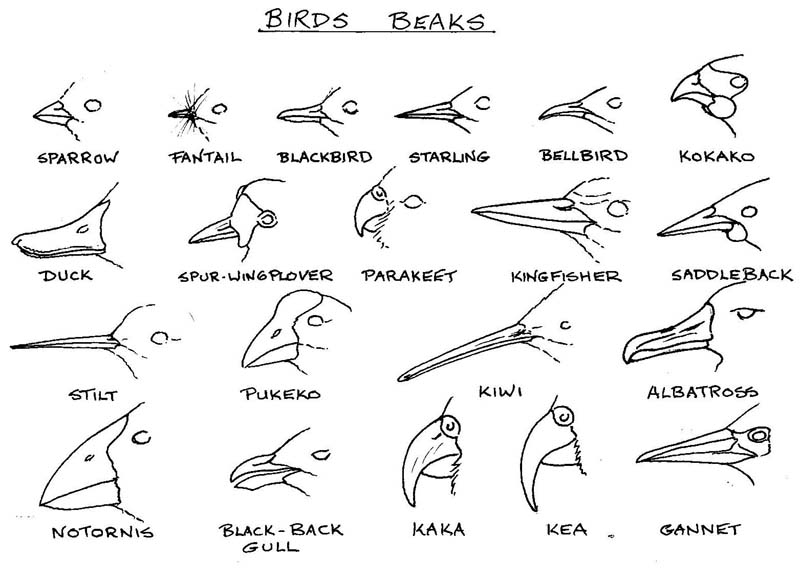 BIRDS BEAKS
SPARROW
FANTAIL
BLACKBIRD
STARLING
BELLBIRD
KOKAKO
DUCK
SPUR-WINGPLOVER
PARAKEET
KINGFISHER
SADDLEBACK
STILT
PUKEKO
KIWI
ALBATROSS
NOTORNIS
BLACK-BACK
GULL
KAKA
KEA
GANNET